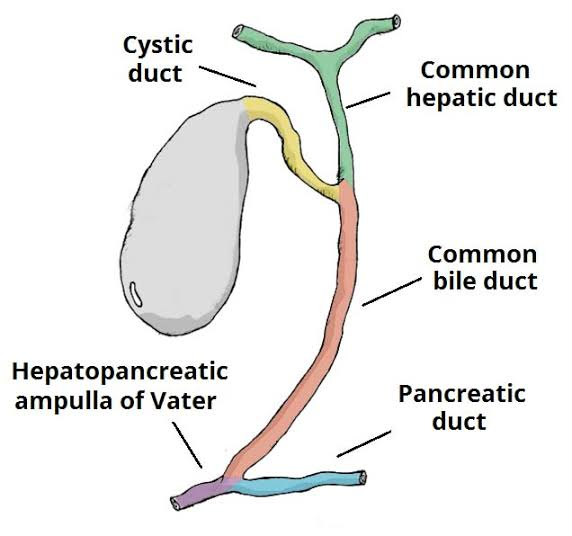 Cystic
duct
Common
hepatic duct
Common
bile duct
Hepatopancreatic
ampulla of Vater
Pancreatic
duct